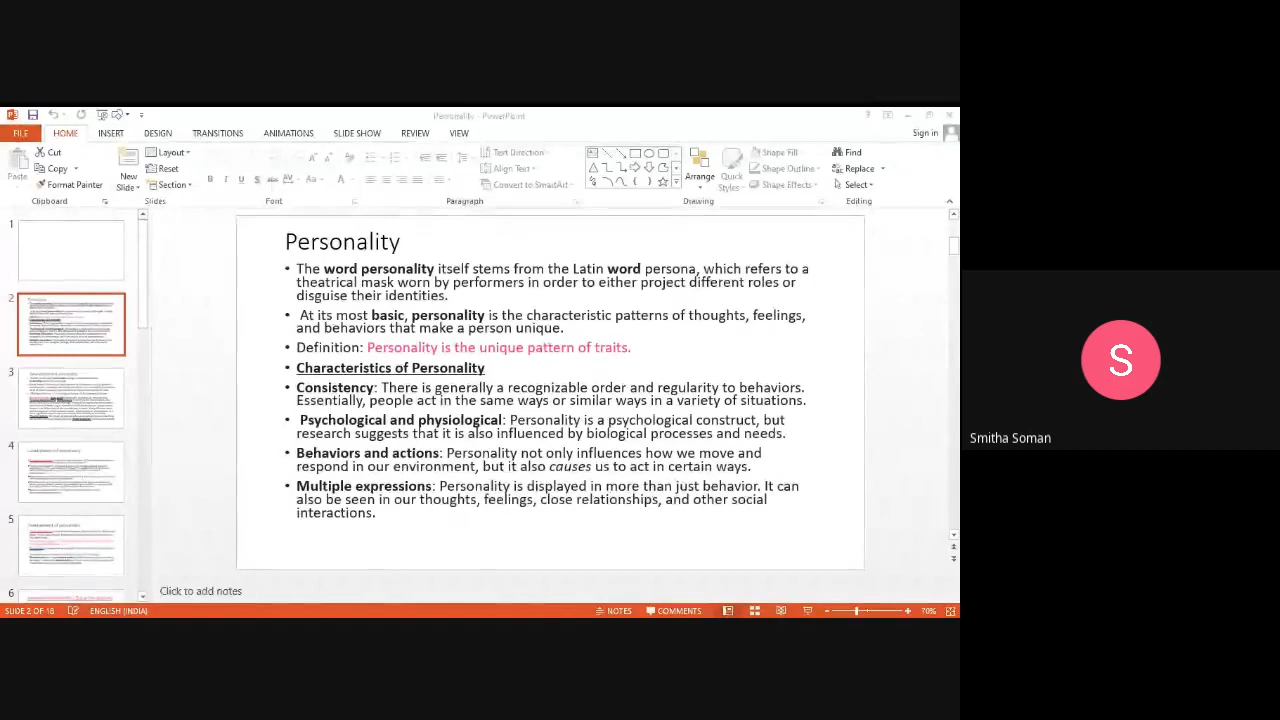 Personality - PowerPoint
FILE HOME INSERT DESIGN TRANSITIONS ANIMATIONS SLIDE SHOW REVIEW VIEW Sign in
Paste
Cut
Copy
Format Painter
Clipboard
New
Slide
Layout
Reset
Section
Slides
Font
Text Direction
Align Text
Convert to SmartArt
Paragraph
Arrange
Quick
Styles
Shape Fill
Shape Outline
Shape Effects
Drawing
Find
Replace
Select
Editing
1
2
3
4
5
6
Personality
• The word personality itself stems from the Latin word persona, which refers to a
theatrical mask worn by performers in order to either project different roles or
disguise their identities.
• At its most basic, personality is the characteristic patterns of thoughts, feelings,
and behaviors that make a person unique.
• Definition: Personality is the unique pattern of traits.
• Characteristics of Personality
• Consistency: There is generally a recognizable order and regularity to behaviors.
Essentially, people act in the same ways or similar ways in a variety of situations.
• Psychological and physiological: Personality is a psychological construct, but
research suggests that it is also influenced by biological processes and needs.
• Behaviors and actions: Personality not only influences how we move and
respond in our environment, but it also causes us to act in certain ways.
• Multiple expressions: Personality is displayed in more than just behavior. It can
also be seen in our thoughts, feelings, close relationships, and other social
interactions.
Click to add notes
SLIDE 2 OF 18 ENGLISH (INDIA) NOTES COMMENTS 70%
S
Smitha Soman